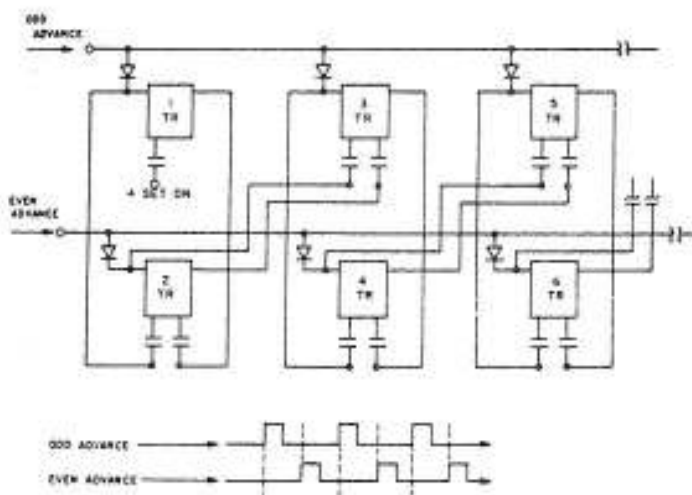 ODD
ADVANCE
1
TR
3
TR
5
TR
+ SET ON
EVEN
ADVANCE
2
TR
4
TR
6
TR
ODD ADVANCE
EVEN ADVANCE